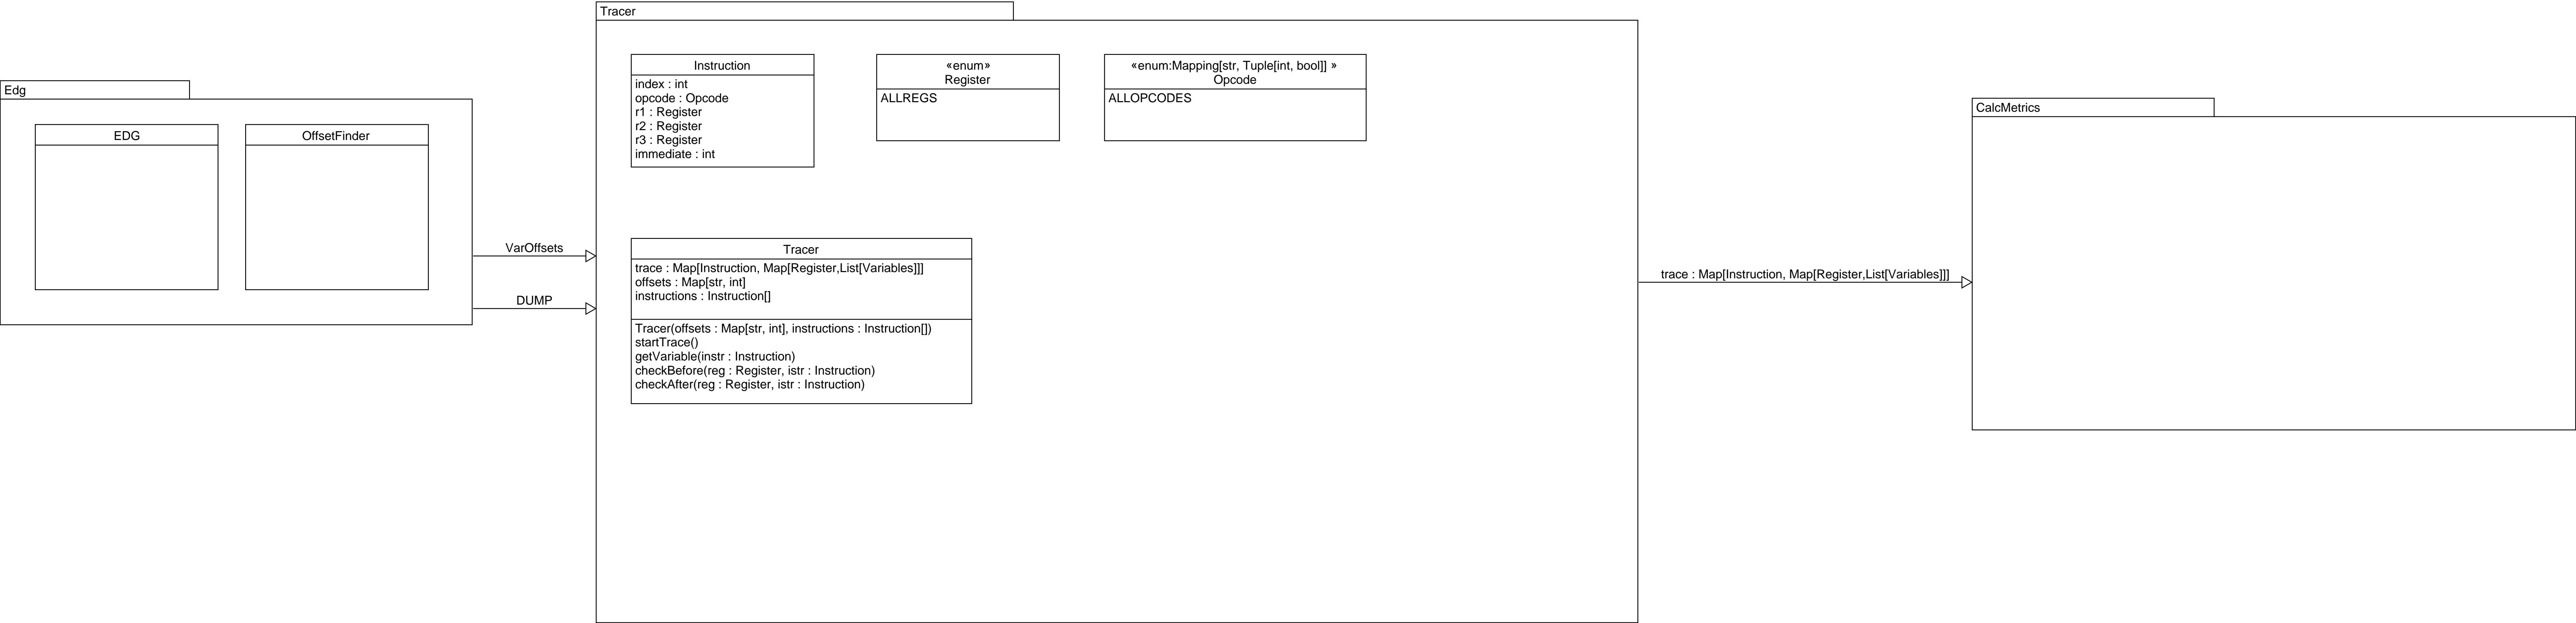 Edg
EDG
OffsetFinder
VarOffsets
DUMP
Tracer
Instruction
index : int
opcode : Opcode
r1 : Register
r2 : Register
r3 : Register
immediate : int
«enum»
Register
ALLREGS
«enum:Mapping[str, Tuple[int, bool]] »
Opcode
ALLOPCODES
Tracer
trace : Map[Instruction, Map[Register,List[Variables]]]
offsets : Map[str, int]
instructions : Instruction[]
Tracer(offsets : Map[str, int], instructions : Instruction[])
startTrace()
getVariable(instr : Instruction)
checkBefore(reg : Register, istr : Instruction)
checkAfter(reg : Register, istr : Instruction)
trace : Map[Instruction, Map[Register,List[Variables]]]
CalcMetrics